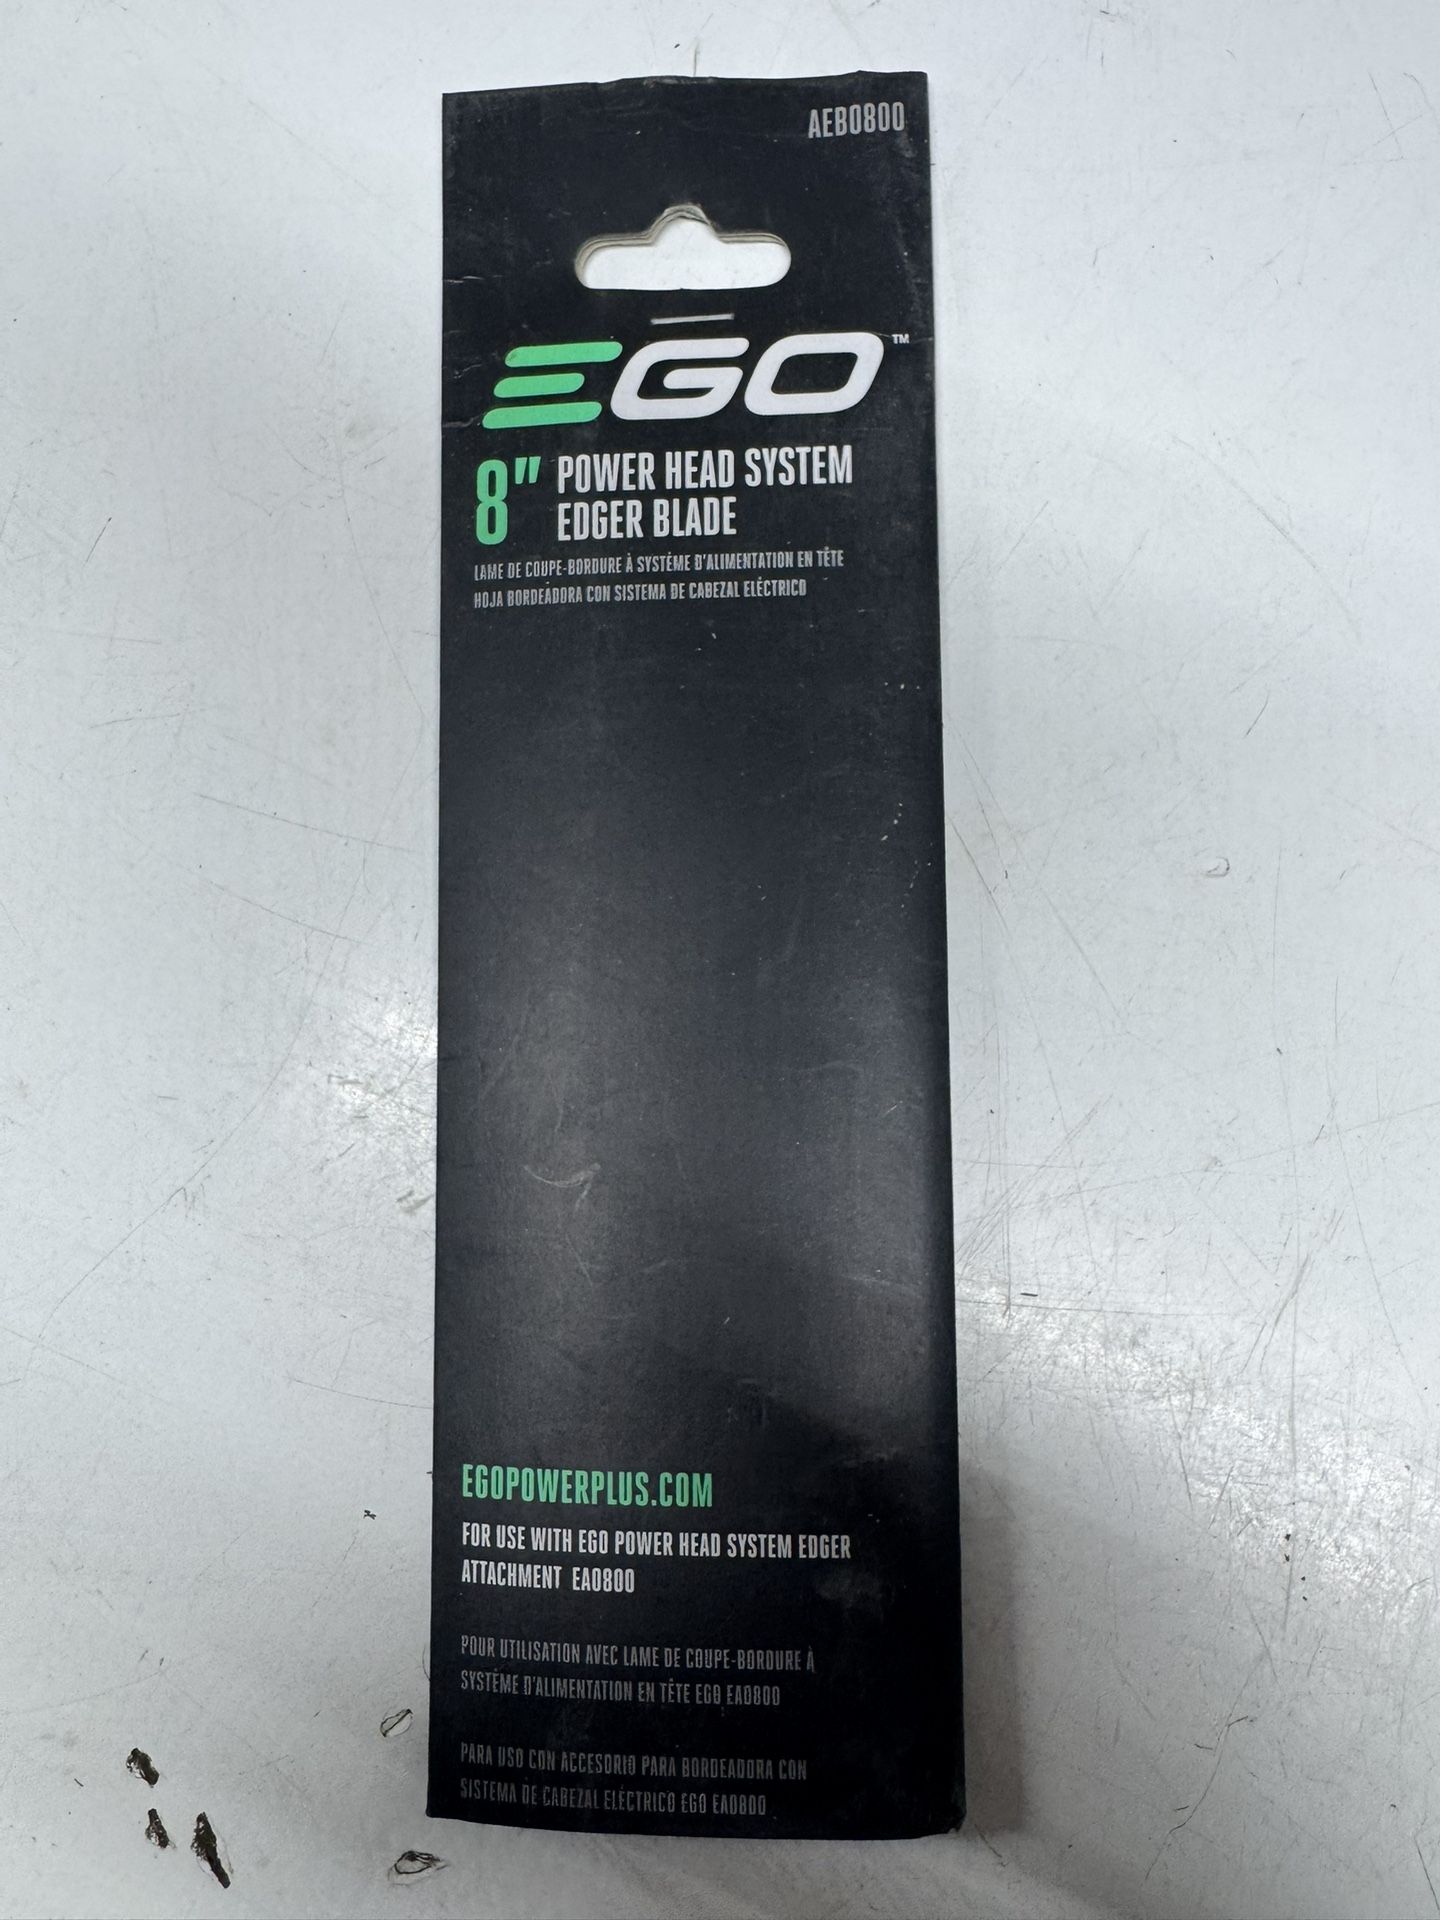 AEB0800
EGO™
8" POWER HEAD SYSTEM
EDGER BLADE
LAME DE COUPE-BORDURE À SYSTÈME D'ALIMENTATION EN TÊTE
HOJA BORDEADORA CON SISTEMA DE CABEZAL ELÉCTRICO
EGOPOWERPLUS.COM
FOR USE WITH EGO POWER HEAD SYSTEM EDGER
ATTACHMENT EA0800
POUR UTILISATION AVEC LAME DE COUPE-BORDURE À
SYSTÈME D'ALIMENTATION EN TÊTE EGO EA0800
PARA USO CON ACCESORIO PARA BORDEADORA CON
SISTEMA DE CABEZAL ELÉCTRICO EGO EA0800